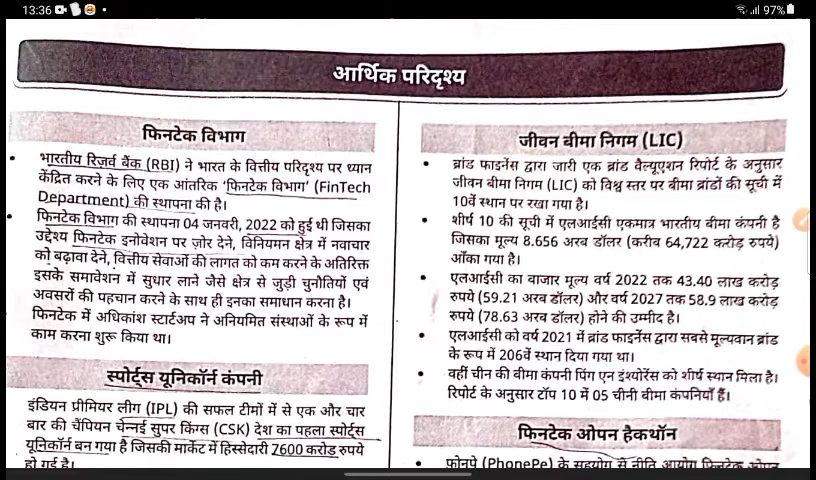 13:36
97%
आर्थिक परिदृश्य
फिनटेक विभाग
• भारतीय रिज़र्व बैंक (RBI) ने भारत के वित्तीय परिदृश्य पर ध्यान
केंद्रित करने के लिए एक आंतरिक 'फिनटेक विभाग' (FinTech
Department) की स्थापना की है।
• फिनटेक विभाग की स्थापना 04 जनवरी, 2022 को हुई थी जिसका
उद्देश्य फिनटेक इनोवेशन पर ज़ोर देने, विनियमन क्षेत्र में नवाचार
को बढ़ावा देने, वित्तीय सेवाओं की लागत को कम करने के अतिरिक्त
इसके समावेशन में सुधार लाने जैसे क्षेत्र से जुड़ी चुनौतियों एवं
अवसरों की पहचान करने के साथ ही इनका समाधान करना है।
फिनटेक में अधिकांश स्टार्टअप ने अनियमित संस्थाओं के रूप में
काम करना शुरू किया था।
स्पोर्ट्स यूनिकॉर्न कंपनी
इंडियन प्रीमियर लीग (IPL) की सफल टीमों में से एक और चार
बार की चैंपियन चेन्नई सुपर किंग्स (CSK) देश का पहला स्पोर्ट्स
यूनिकॉर्न बन गया है जिसकी मार्केट में हिस्सेदारी 7600 करोड़ रुपये
हो गई है।
जीवन बीमा निगम (LIC)
• ब्रांड फाइनेंस द्वारा जारी एक ब्रांड वैल्यूएशन रिपोर्ट के अनुसार
जीवन बीमा निगम (LIC) को विश्व स्तर पर बीमा ब्रांडों की सूची में
10वें स्थान पर रखा गया है।
• शीर्ष 10 की सूची में एलआईसी एकमात्र भारतीय बीमा कंपनी है
जिसका मूल्य 8.656 अरब डॉलर (करीब 64,722 करोड़ रुपये)
आँका गया है।
• एलआईसी का बाजार मूल्य वर्ष 2022 तक 43.40 लाख करोड़
रुपये (59.21 अरब डॉलर) और वर्ष 2027 तक 58.9 लाख करोड़
रुपये (78.63 अरब डॉलर) होने की उम्मीद है।
• एलआईसी को वर्ष 2021 में ब्रांड फाइनेंस द्वारा सबसे मूल्यवान ब्रांड
के रूप में 206वें स्थान दिया गया था।
• वहीं चीन की बीमा कंपनी पिंग एन इंश्योरेंस को शीर्ष स्थान मिला है।
रिपोर्ट के अनुसार टॉप 10 में 05 चीनी बीमा कंपनियाँ हैं।
फिनटेक ओपन हैकथॉन
• फोनपे (PhonePe) के सहयोग से नीति आयोग फिनटेक ओपन